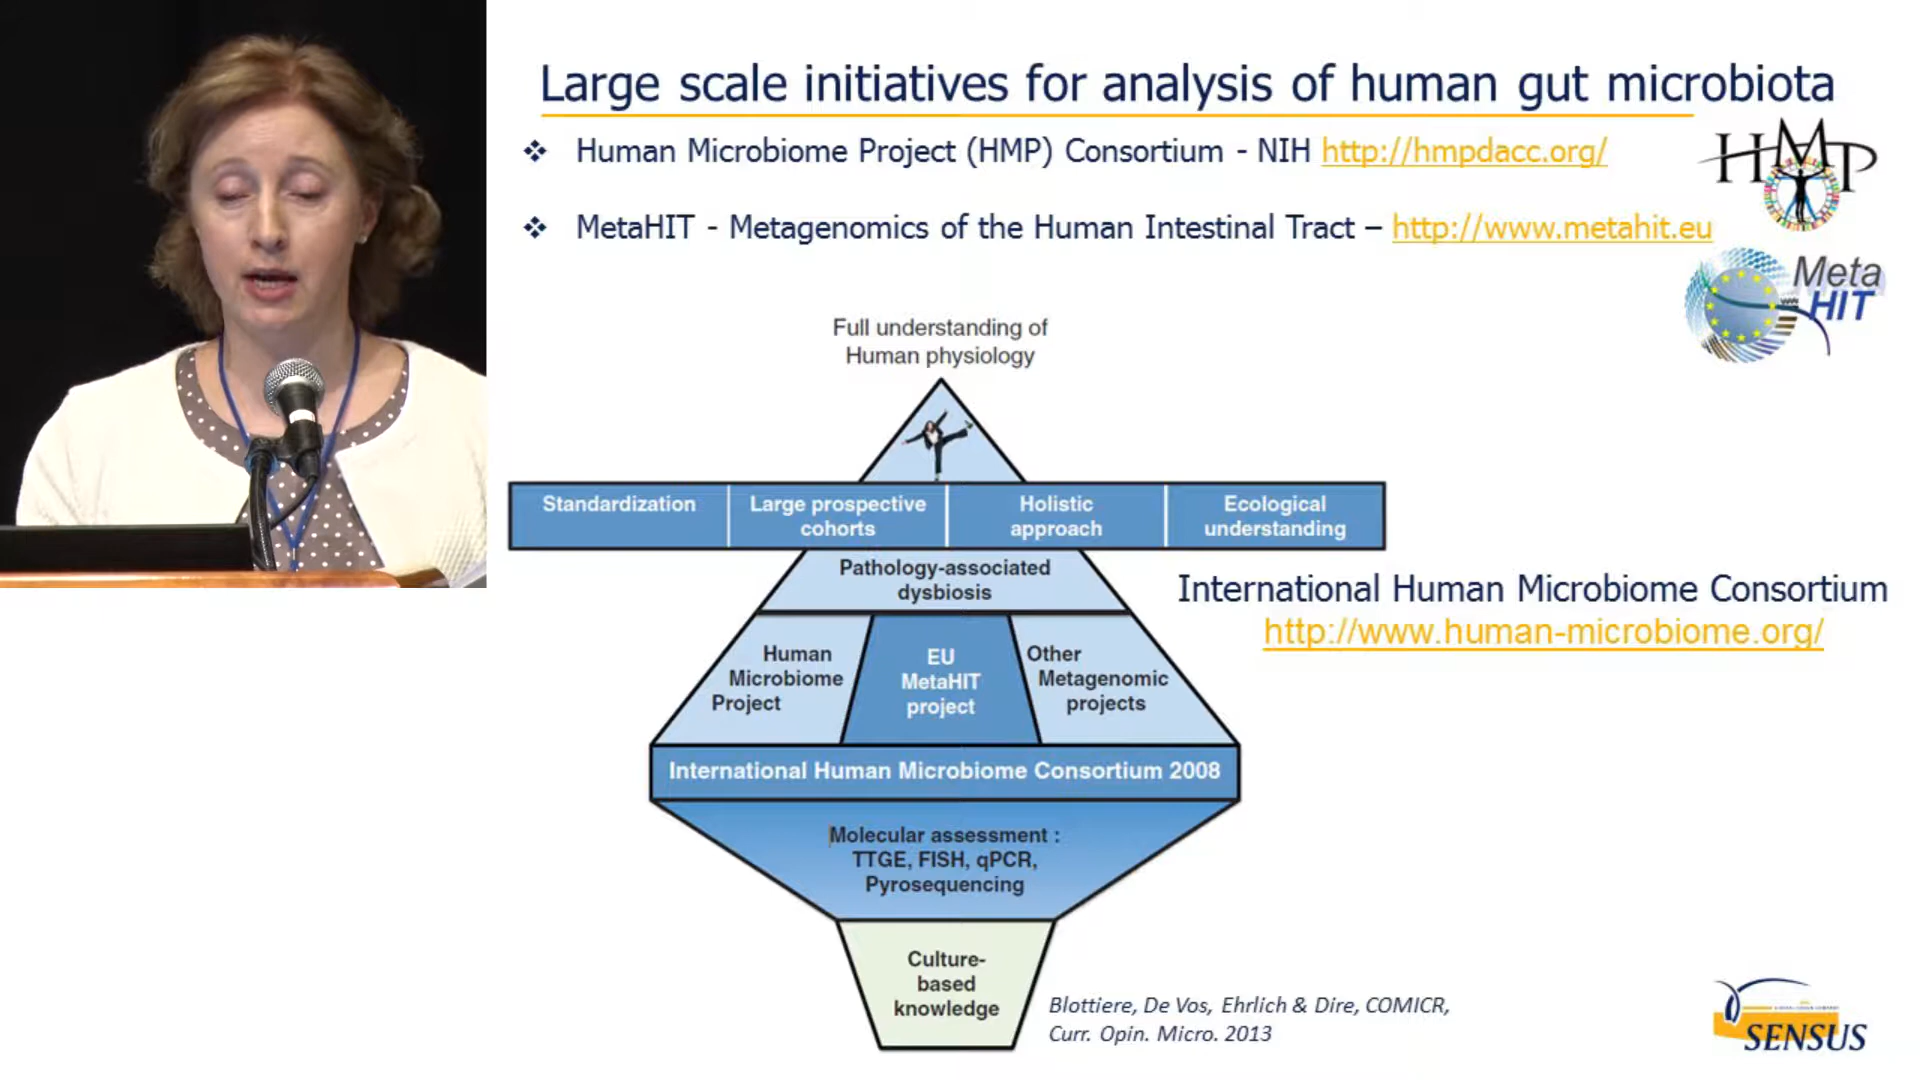 Large scale initiatives for analysis of human gut microbiota
❖ Human Microbiome Project (HMP) Consortium - NIH http://hmpdacc.org/
HMP
❖ MetaHIT - Metagenomics of the Human Intestinal Tract – http://www.metahit.eu
Meta
HIT
Full understanding of
Human physiology
Standardization
Large prospective
cohorts
Holistic
approach
Ecological
understanding
Pathology-associated
dysbiosis
International Human Microbiome Consortium
http://www.human-microbiome.org/
Human
Microbiome
Project
EU
MetaHIT
project
Other
Metagenomic
projects
International Human Microbiome Consortium 2008
Molecular assessment :
TTGE, FISH, qPCR,
Pyrosequencing
Culture-
based
knowledge
Blottiere, De Vos, Ehrlich & Dire, COMICR,
Curr. Opin. Micro. 2013
SENSUS